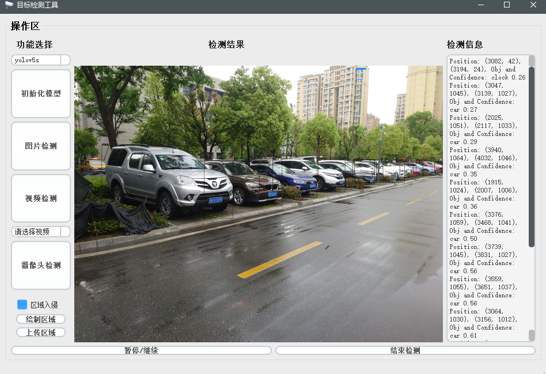 目标检测工具
操作区
功能选择
检测结果
检测信息
yolov5s
初始化模型
图片检测
视频检测
请选择视频
摄像头检测
区域入侵
绘制区域
上传区域
Position: (3082, 42),
(3194, 24), Obj and
Confidence: clock 0.26
Position: (3047,
1045), (3139, 1027),
Obj and Confidence:
car 0.27
Position: (2025,
1051), (2117, 1033),
Obj and Confidence:
car 0.29
Position: (3940,
1064), (4032, 1046),
Obj and Confidence:
car 0.35
Position: (1915,
1024), (2007, 1006),
Obj and Confidence:
car 0.36
Position: (3376,
1059), (3468, 1041),
Obj and Confidence:
car 0.50
Position: (3739,
1045), (3831, 1027),
Obj and Confidence:
car 0.56
Position: (3559,
1055), (3651, 1037),
Obj and Confidence:
car 0.56
Position: (3064,
1030), (3156, 1012),
Obj and Confidence:
car 0.61
暂停/继续
结束检测